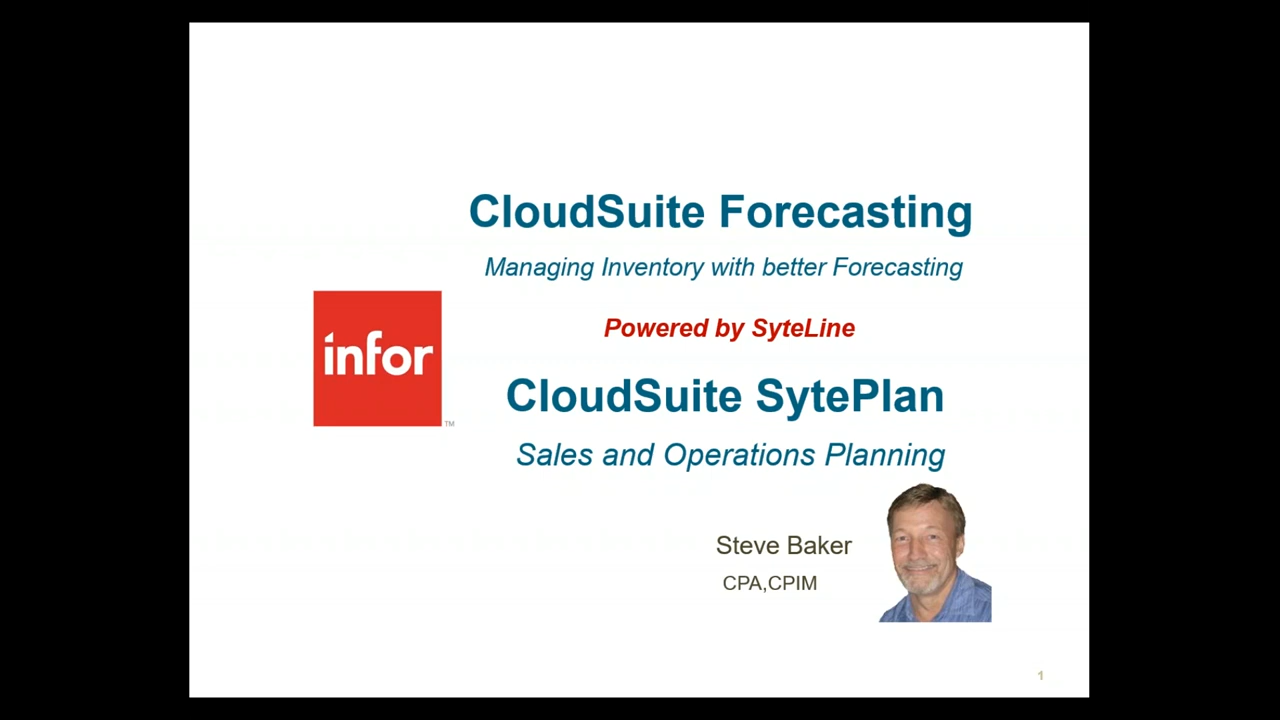 CloudSuite Forecasting
Managing Inventory with better Forecasting
Powered by SyteLine
infor
TM
CloudSuite SytePlan
Sales and Operations Planning
Steve Baker
CPA,CPIM
1